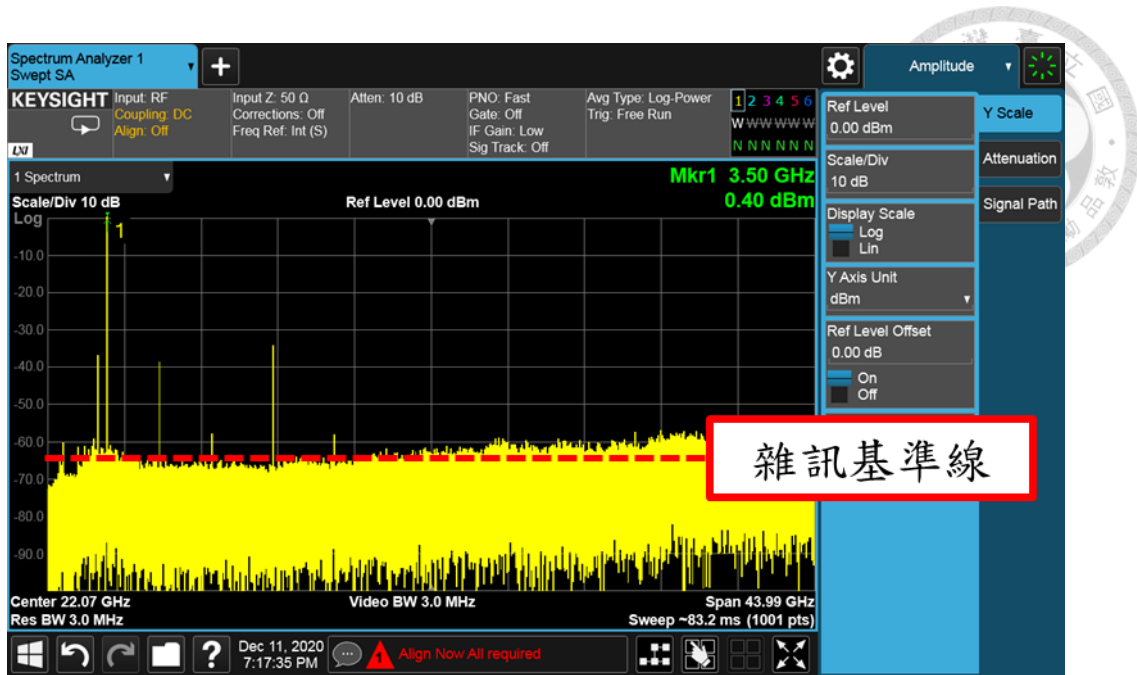 Spectrum Analyzer 1
Swept SA
Amplitude
KEYSIGHT
LXI
Input: RF
Coupling: DC
Align: Off
Input Z: 50 Ω
Corrections: Off
Freq Ref: Int (S)
Atten: 10 dB
PNO: Fast
Gate: Off
IF Gain: Low
Sig Track: Off
Avg Type: Log-Power
Trig: Free Run
1 2 3 4 5 6
W W W W W W
N N N N N N
1 Spectrum
Mkr1 3.50 GHz
0.40 dBm
Scale/Div 10 dB
Ref Level 0.00 dBm
Log
1
-10.0
-20.0
-30.0
-40.0
-50.0
-60.0
-70.0
-80.0
-90.0
雜訊基準線
Center 22.07 GHz
Video BW 3.0 MHz
Span 43.99 GHz
Res BW 3.0 MHz
Sweep ~83.2 ms (1001 pts)
Ref Level
0.00 dBm
Scale/Div
10 dB
Display Scale
Log
Lin
Y Axis Unit
dBm
Ref Level Offset
0.00 dB
On
Off
Y Scale
Attenuation
Signal Path
?
Dec 11, 2020
7:17:35 PM
1
Align Now All required